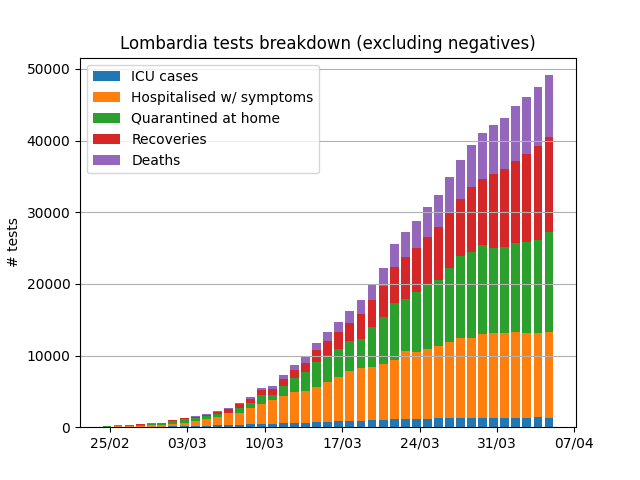 Lombardia tests breakdown (excluding negatives)
ICU cases
Hospitalised w/ symptoms
Quarantined at home
Recoveries
Deaths
# tests
50000
40000
30000
20000
10000
0
25/02 03/03 10/03 17/03 24/03 31/03 07/04